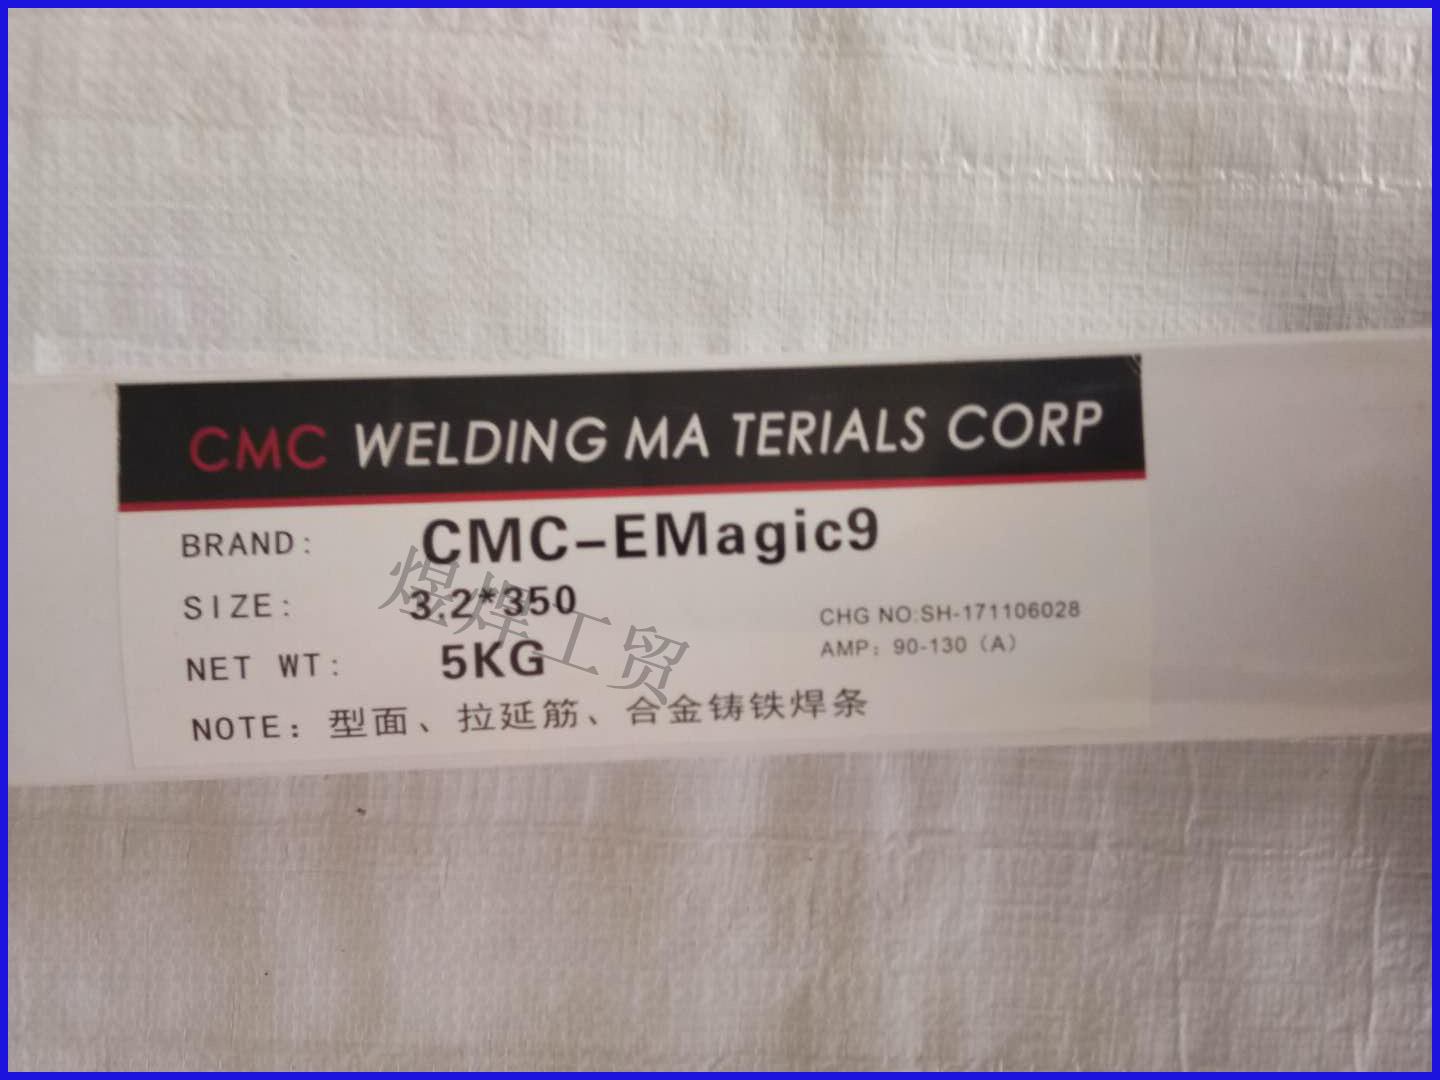 CMC WELDING MA TERIALS CORP
BRAND: CMC-EMagic9
SIZE: 3.2*350
CHG NO:SH-171106028
NET WT: 5KG
AMP: 90-130（A）
NOTE: 型面、拉延筋、合金铸铁焊条
煜焊工贸